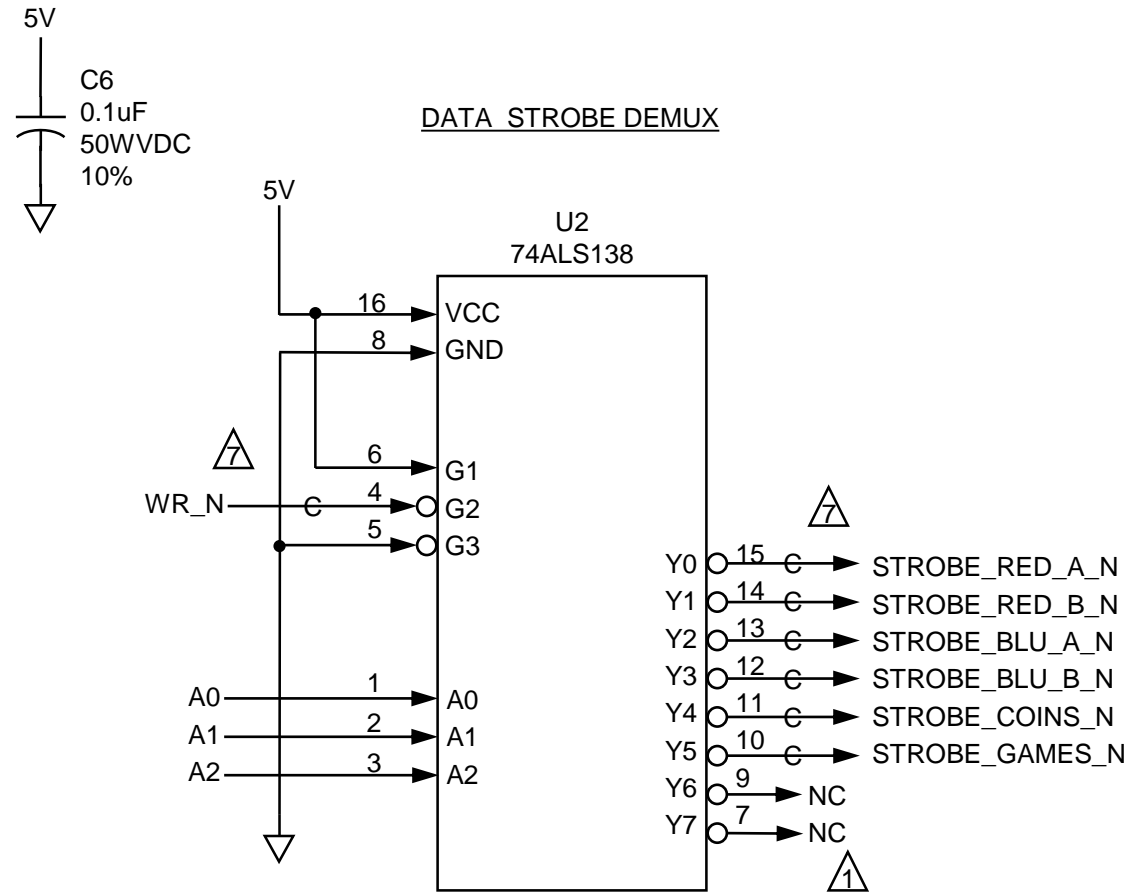 5V
C6
0.1uF
50WVDC
10%
DATA STROBE DEMUX
5V
U2
74ALS138
16 VCC
8 GND
7
6 G1
WR_N C 4 G2
5 G3
7
Y0 15 C STROBE_RED_A_N
Y1 14 C STROBE_RED_B_N
Y2 13 C STROBE_BLU_A_N
Y3 12 C STROBE_BLU_B_N
A0 1 A0
Y4 11 C STROBE_COINS_N
A1 2 A1
Y5 10 C STROBE_GAMES_N
A2 3 A2
Y6 9 NC
Y7 7 NC
1